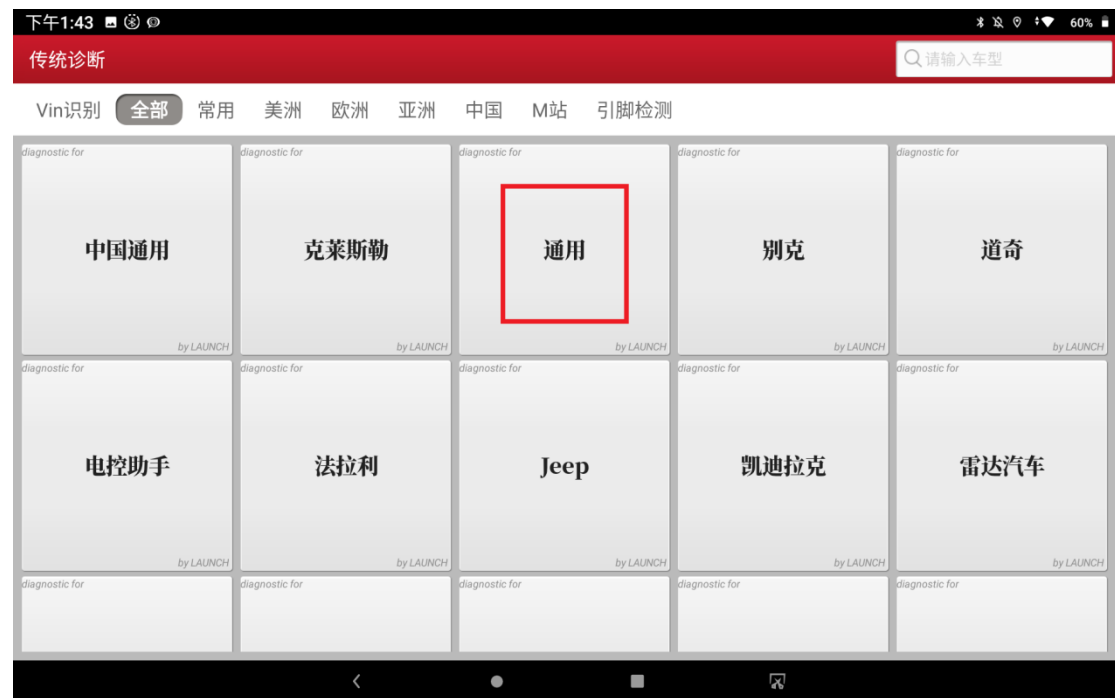 下午1:43 60%
传统诊断 请输入车型
Vin识别 全部 常用 美洲 欧洲 亚洲 中国 M站 引脚检测
diagnostic for diagnostic for diagnostic for diagnostic for diagnostic for
中国通用 克莱斯勒 通用 别克 道奇
by LAUNCH by LAUNCH by LAUNCH by LAUNCH by LAUNCH
diagnostic for diagnostic for diagnostic for diagnostic for diagnostic for
电控助手 法拉利 Jeep 凯迪拉克 雷达汽车
by LAUNCH by LAUNCH by LAUNCH by LAUNCH by LAUNCH
diagnostic for diagnostic for diagnostic for diagnostic for diagnostic for